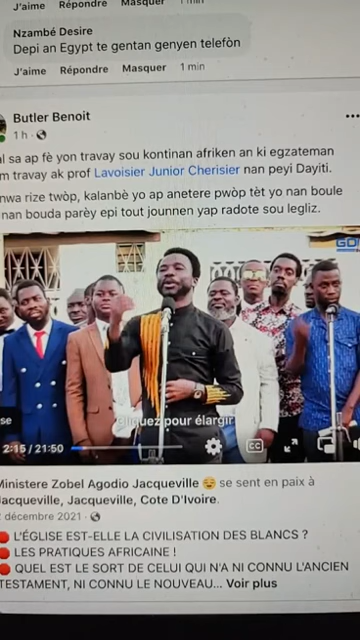 J'aime Répondre Masquer 1 min
Nzambé Desire
Depi an Egypt te gentan genyen telefòn
J'aime Répondre Masquer 1 min
Butler Benoit
1 h ·
sa ap fè yon travay sou kontinan afriken an ki egzateman
travay ak prof Lavoisier Junior Cherisier nan peyi Dayiti.
nwa rize twòp, kalanbè yo ap anetere pwòp tèt yo nan boule
nan bouda parèy epi tout jounnen yap radote sou legliz.
Cliquez pour élargir
2:15 / 21:50
CC
Ministere Zobel Agodio Jacqueville 😌 se sent en paix à
Jacqueville, Jacqueville, Cote D'Ivoire.
décembre 2021 ·
🔴 L'ÉGLISE EST-ELLE LA CIVILISATION DES BLANCS ?
🔴 LES PRATIQUES AFRICAINE !
🔴 QUEL EST LE SORT DE CELUI QUI N'A NI CONNU L'ANCIEN
TESTAMENT, NI CONNU LE NOUVEAU... Voir plus